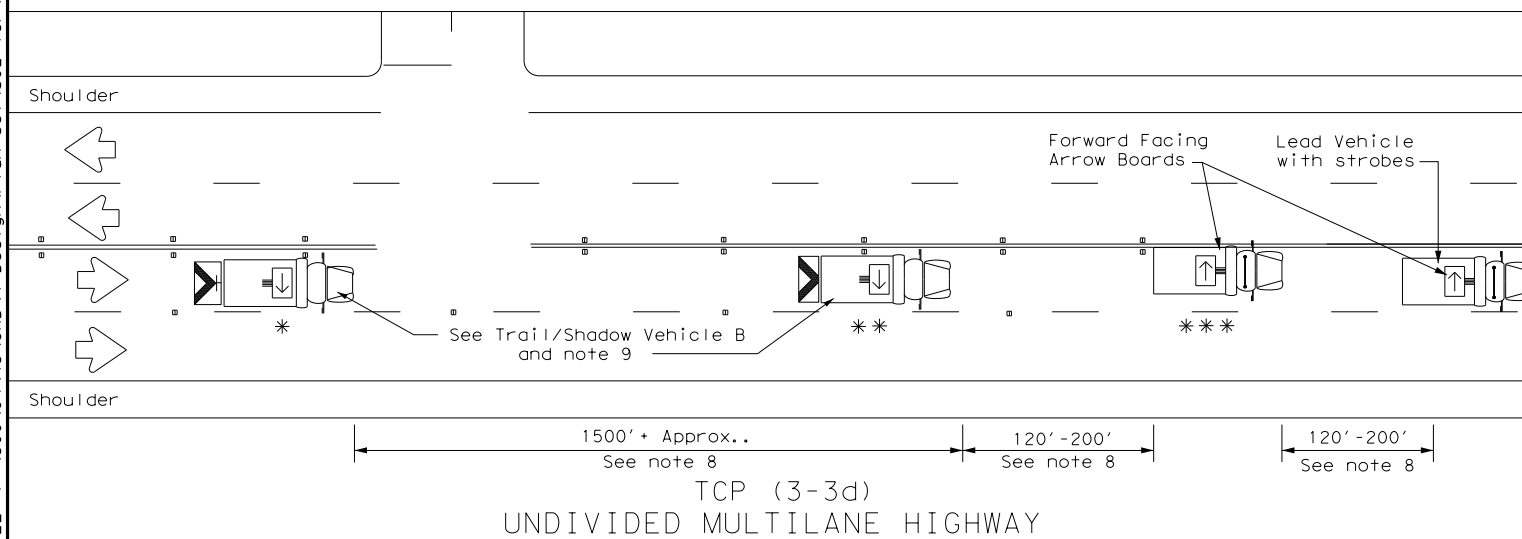 Shoulder
Forward Facing
Arrow Boards
Lead Vehicle
with strobes
*
**
***
See Trail/Shadow Vehicle B
and note 9
Shoulder
1500'+ Approx..
See note 8
120'-200'
See note 8
120'-200'
See note 8
TCP (3-3d)
UNDIVIDED MULTILANE HIGHWAY